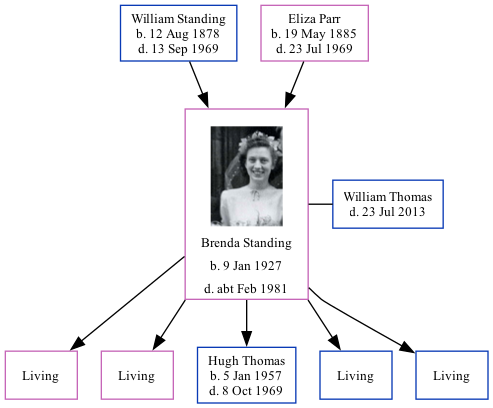 William Standing
b. 12 Aug 1878
d. 13 Sep 1969
Eliza Parr
b. 19 May 1885
d. 23 Jul 1969
Brenda Standing
b. 9 Jan 1927
d. abt Feb 1981
William Thomas
d. 23 Jul 2013
Living
Living
Hugh Thomas
b. 5 Jan 1957
d. 8 Oct 1969
Living
Living